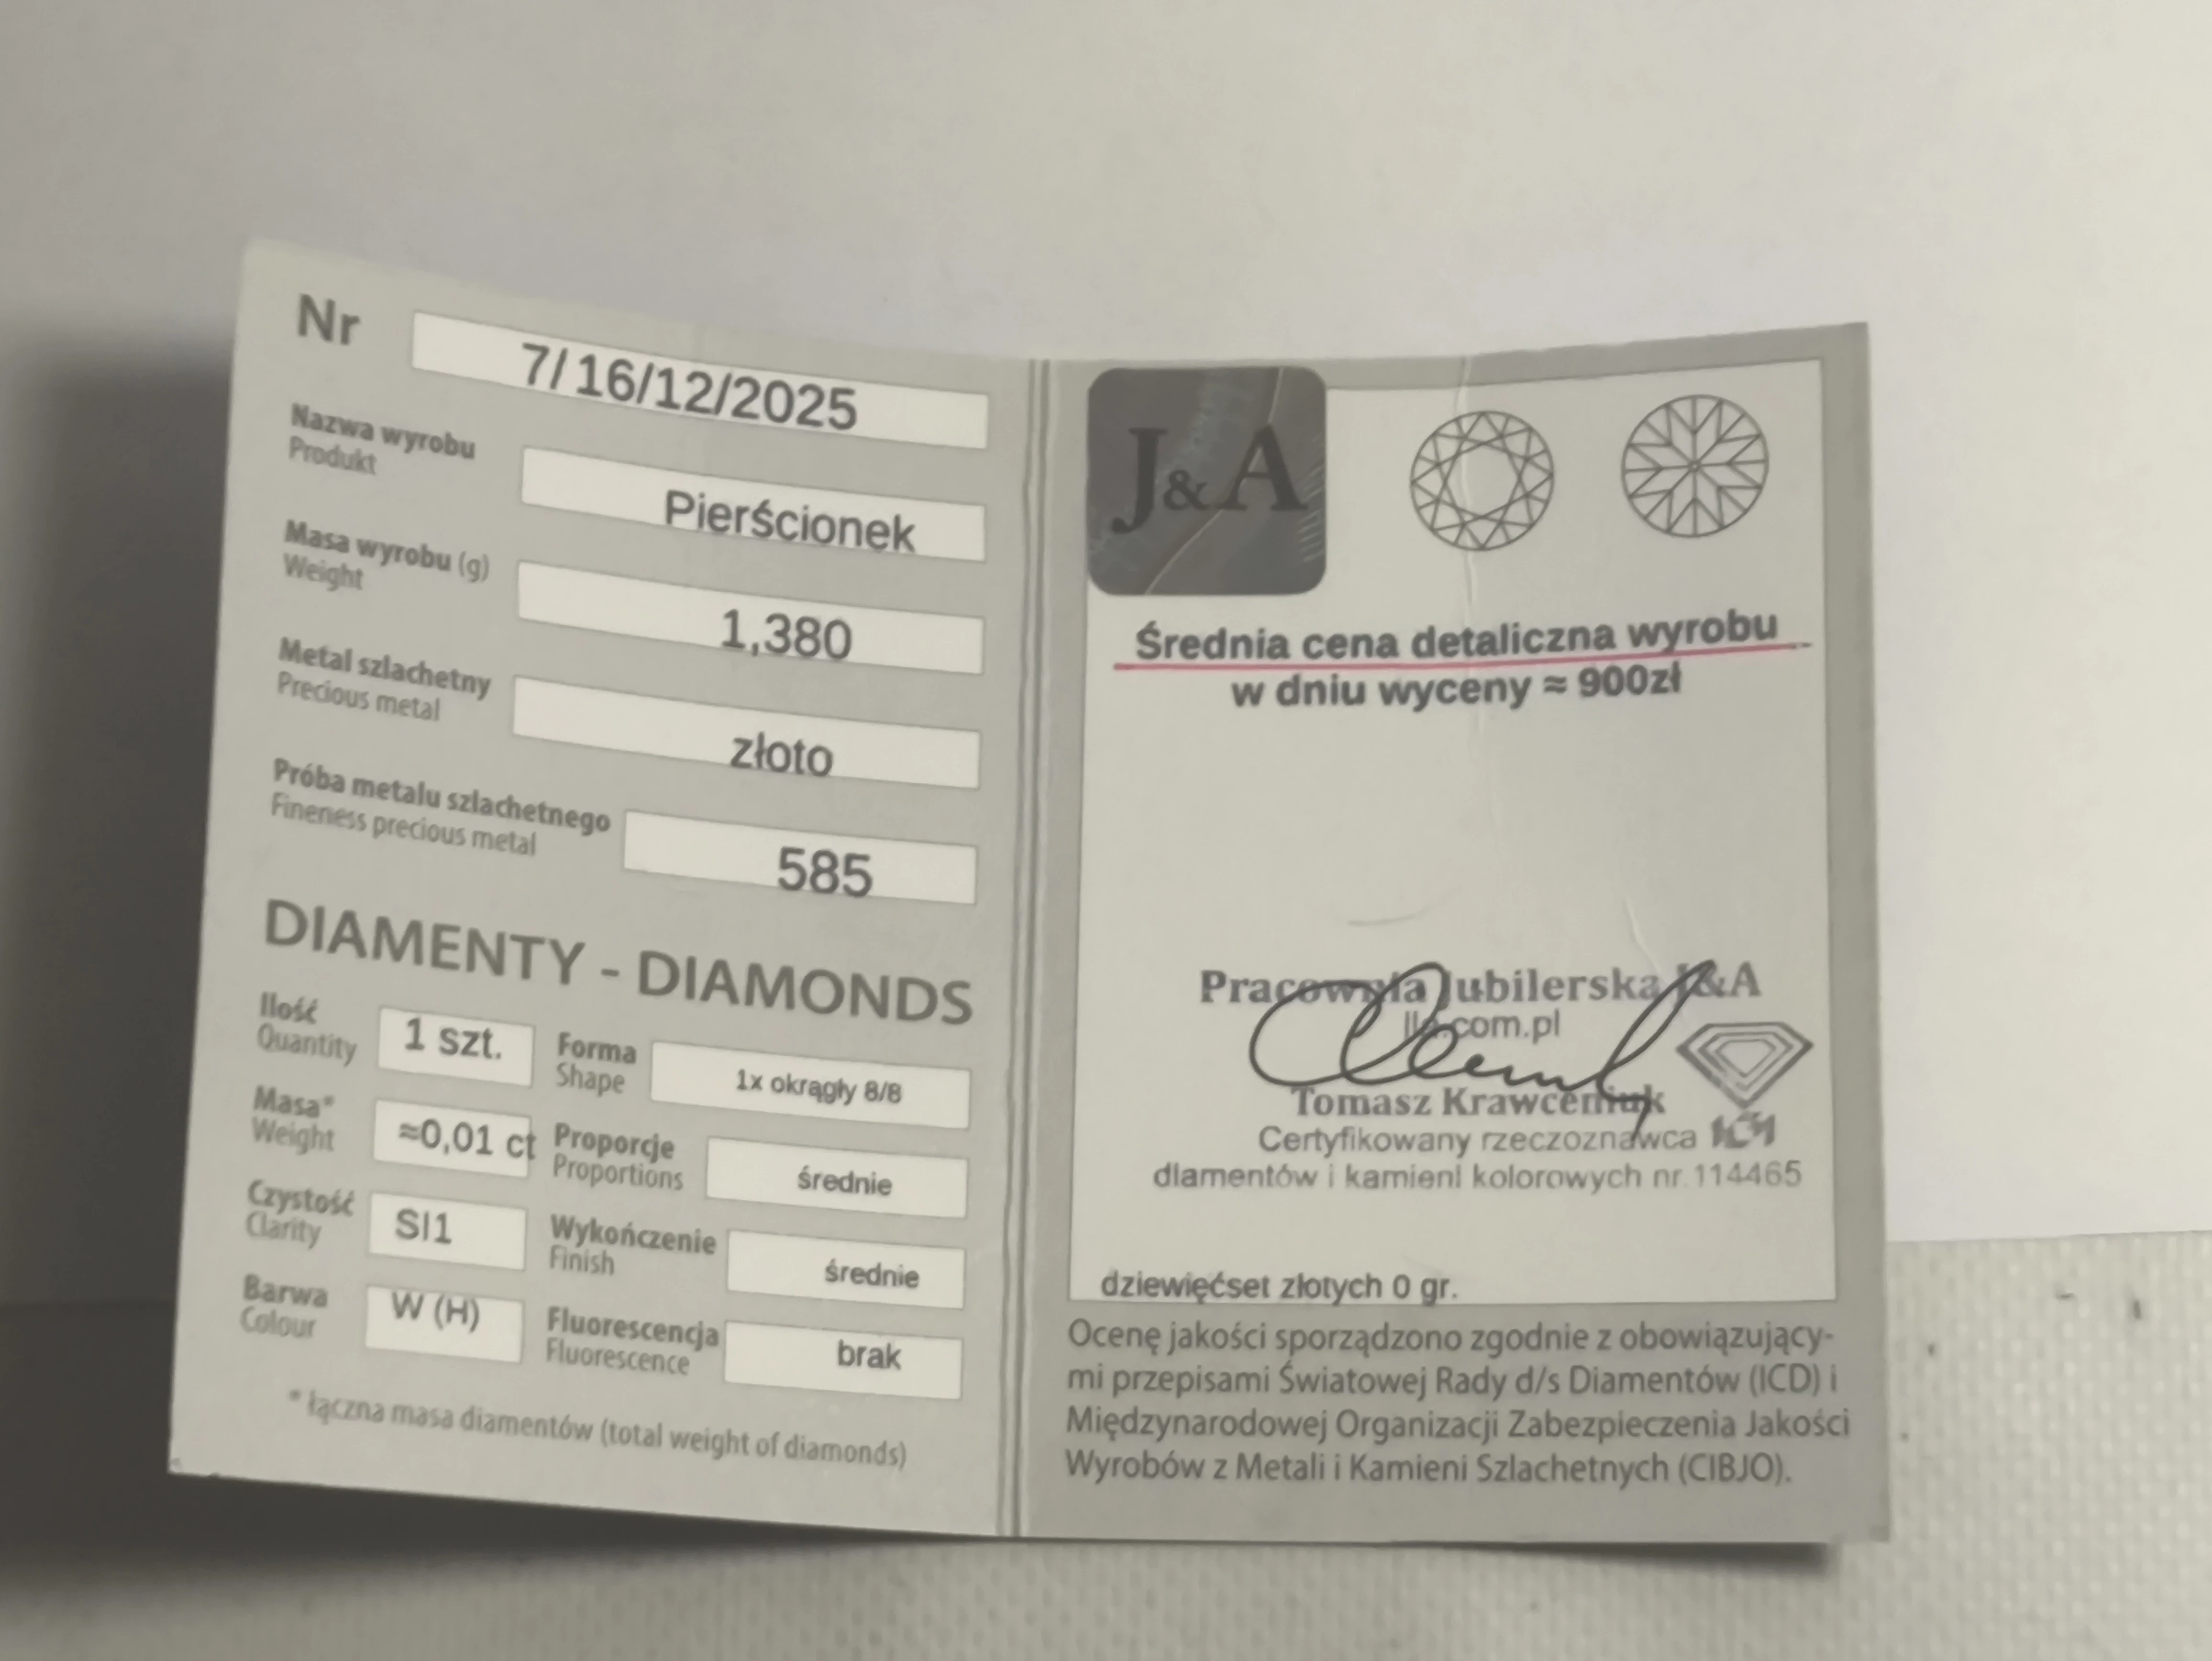 Nr 7/16/12/2025
Nazwa wyrobu
Produkt
Pierścionek
Masa wyrobu (g)
Weight
1,380
Metal szlachetny
Precious metal
złoto
Próba metalu szlachetnego
Fineness precious metal
585
DIAMENTY - DIAMONDS
Ilość
Quantity
1 szt.
Forma
Shape
1x okrągły 8/8
Masa*
Weight
≈0,01 ct
Proporcje
Proportions
średnie
Czystość
Clarity
SI1
Wykończenie
Finish
średnie
Barwa
Colour
W (H)
Fluorescencja
Fluorescence
brak
* łączna masa diamentów (total weight of diamonds)
J&A
Średnia cena detaliczna wyrobu
w dniu wyceny ≈ 900zł
Pracownia Jubilerska J&A
.com.pl
Tomasz Krawceniuk
Certyfikowany rzeczoznawca
diamentów i kamieni kolorowych nr. 114465
dziewięćset złotych 0 gr.
Ocenę jakości sporządzono zgodnie z obowiązujący-
mi przepisami Światowej Rady d/s Diamentów (ICD) i
Międzynarodowej Organizacji Zabezpieczenia Jakości
Wyrobów z Metali i Kamieni Szlachetnych (CIBJO).